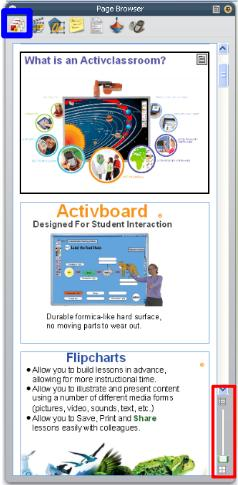 Page Browser
What is an Activclassroom?
Activboard
Designed For Student Interaction
Durable formica-like hard surface,
no moving parts to wear out.
Flipcharts
•Allow you to build lessons in advance,
allowing for more instructional time.
•Allow you to illustrate and present content
using a number of different media forms
(pictures, video, sounds, text, etc.)
•Allow you to Save, Print and Share
lessons easily with colleagues.